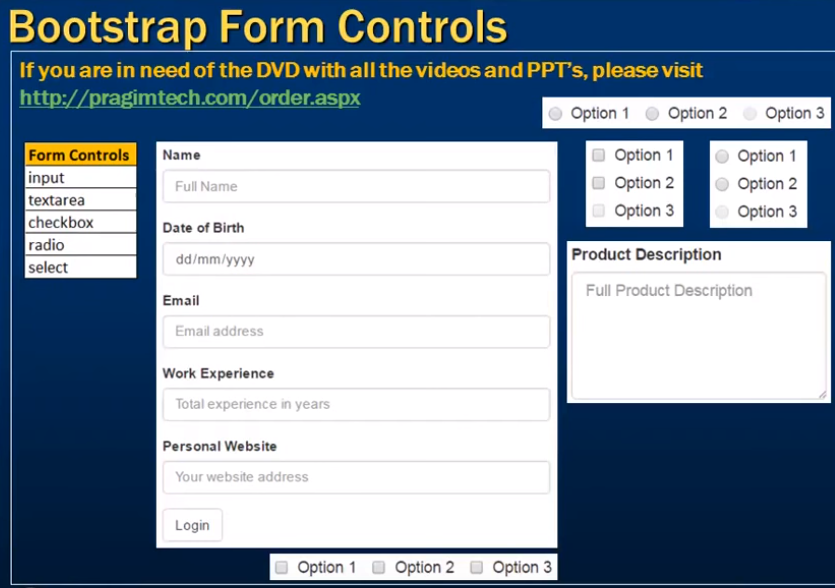 Bootstrap Form Controls
If you are in need of the DVD with all the videos and PPT's, please visit
http://pragimtech.com/order.aspx
Option 1 Option 2 Option 3
Form Controls
input
textarea
checkbox
radio
select
Name
Full Name
Date of Birth
dd/mm/yyyy
Email
Email address
Work Experience
Total experience in years
Personal Website
Your website address
Login
Option 1
Option 2
Option 3
Option 1
Option 2
Option 3
Product Description
Full Product Description
Option 1 Option 2 Option 3